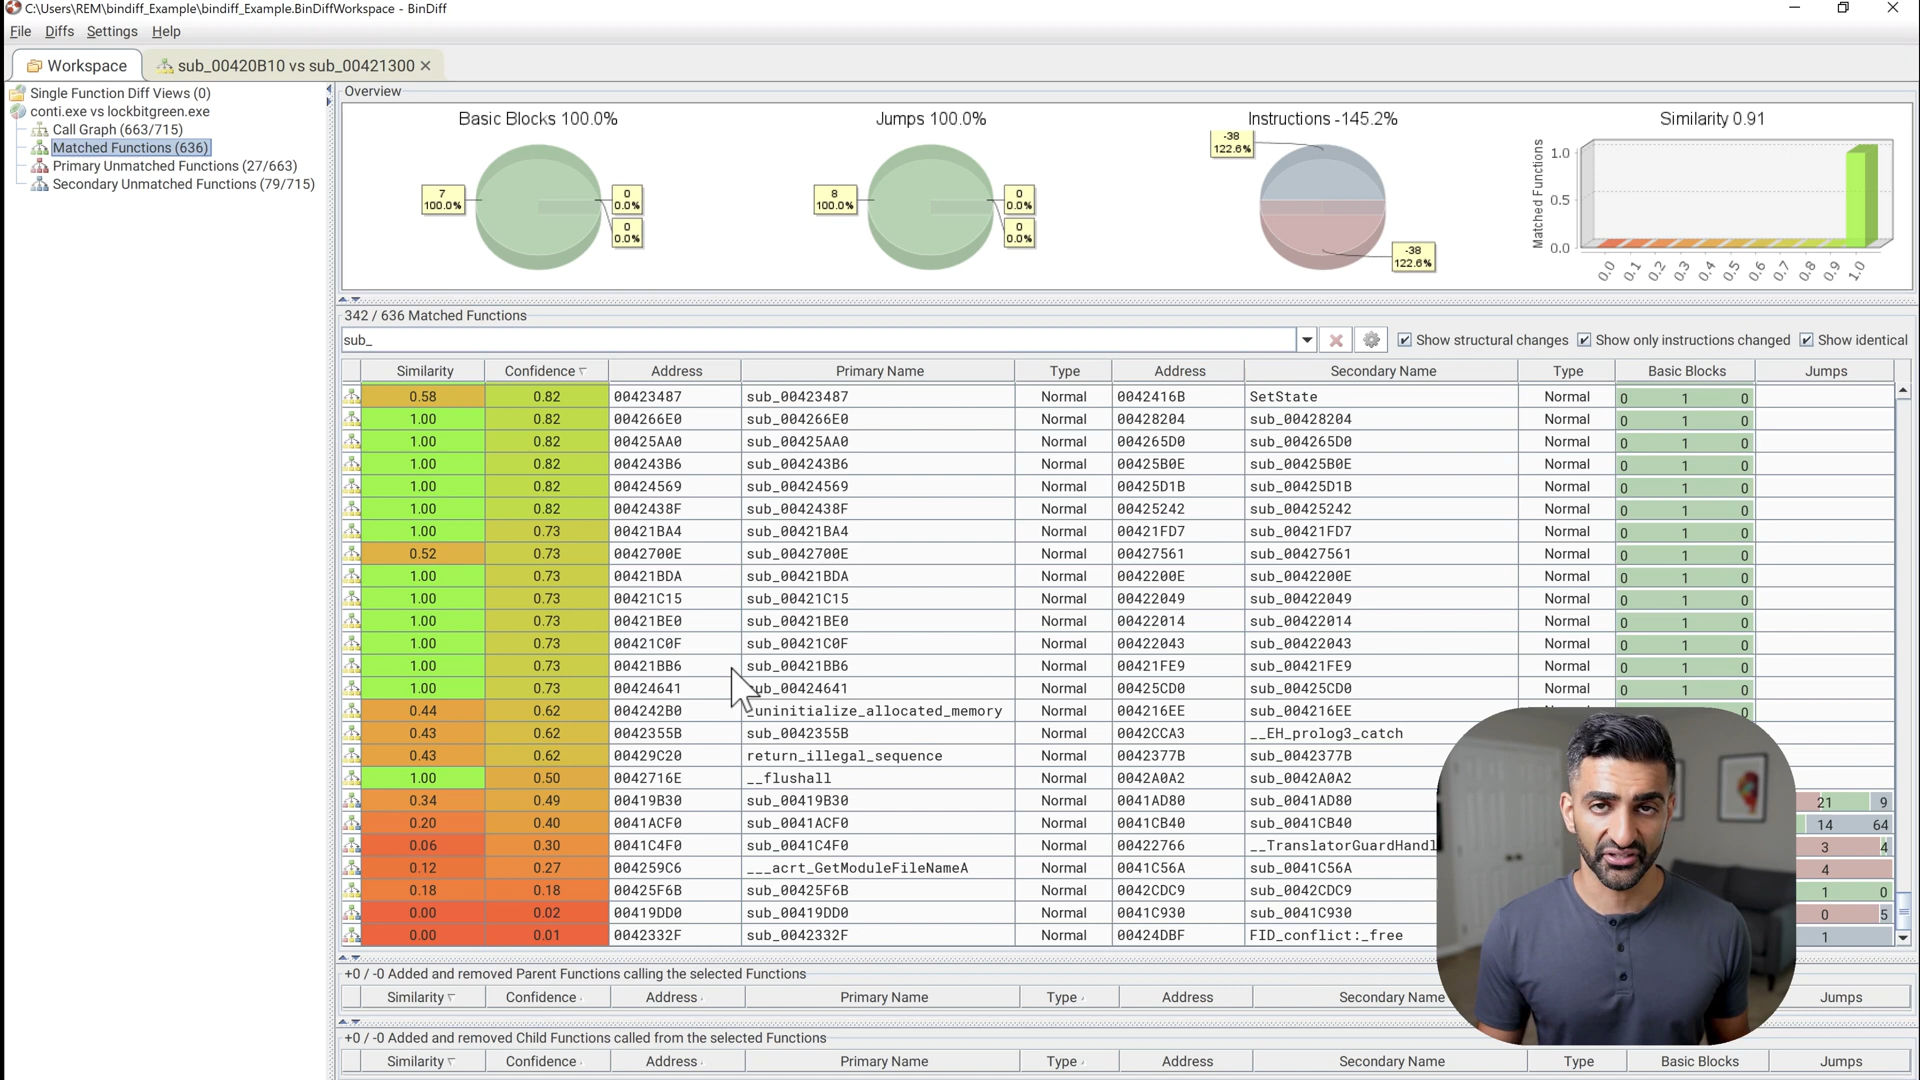 C:\Users\REM\bindiff_Example\bindiff_Example.BinDiffWorkspace - BinDiff
File Diffs Settings Help
Workspace
sub_00420B10 vs sub_00421300
Single Function Diff Views (0)
conti.exe vs lockbitgreen.exe
Call Graph (663/715)
Matched Functions (636)
Primary Unmatched Functions (27/663)
Secondary Unmatched Functions (79/715)
Overview
Basic Blocks 100.0%
7
100.0%
0
0.0%
0
0.0%
Jumps 100.0%
8
100.0%
0
0.0%
0
0.0%
Instructions -145.2%
-38
122.6%
-38
122.6%
Similarity 0.91
Matched Functions
1.0
0.5
0.0
0.0 0.1 0.2 0.3 0.4 0.5 0.6 0.7 0.8 0.9 1.0
342 / 636 Matched Functions
sub_
Show structural changes Show only instructions changed Show identical
Similarity Confidence Address Primary Name Type Address Secondary Name Type Basic Blocks Jumps
0.58 0.82 00423487 sub_00423487 Normal 0042416B SetState Normal 0 1 0
1.00 0.82 004266E0 sub_004266E0 Normal 00428204 sub_00428204 Normal 0 1 0
1.00 0.82 00425AA0 sub_00425AA0 Normal 004265D0 sub_004265D0 Normal 0 1 0
1.00 0.82 004243B6 sub_004243B6 Normal 00425B0E sub_00425B0E Normal 0 1 0
1.00 0.82 00424569 sub_00424569 Normal 00425D1B sub_00425D1B Normal 0 1 0
1.00 0.82 0042438F sub_0042438F Normal 00425242 sub_00425242 Normal 0 1 0
1.00 0.73 00421BA4 sub_00421BA4 Normal 00421FD7 sub_00421FD7 Normal 0 1 0
0.52 0.73 0042700E sub_0042700E Normal 00427561 sub_00427561 Normal 0 1 0
1.00 0.73 00421BDA sub_00421BDA Normal 0042200E sub_0042200E Normal 0 1 0
1.00 0.73 00421C15 sub_00421C15 Normal 00422049 sub_00422049 Normal 0 1 0
1.00 0.73 00421BE0 sub_00421BE0 Normal 00422014 sub_00422014 Normal 0 1 0
1.00 0.73 00421C0F sub_00421C0F Normal 00422043 sub_00422043 Normal 0 1 0
1.00 0.73 00421BB6 sub_00421BB6 Normal 00421FE9 sub_00421FE9 Normal 0 1 0
1.00 0.73 00424641 ub_00424641 Normal 00425CD0 sub_00425CD0 Normal 0 1 0
0.44 0.62 004242B0 _uninitialize_allocated_memory Normal 004216EE sub_004216EE 0
0.43 0.62 0042355B sub_0042355B Normal 0042CCA3 __EH_prolog3_catch
0.43 0.62 00429C20 return_illegal_sequence Normal 0042377B sub_0042377B
1.00 0.50 0042716E __flushall Normal 0042A0A2 sub_0042A0A2
0.34 0.49 00419B30 sub_00419B30 Normal 0041AD80 sub_0041AD80 21 9
0.20 0.40 0041ACF0 sub_0041ACF0 Normal 0041CB40 sub_0041CB40 14 64
0.06 0.30 0041C4F0 sub_0041C4F0 Normal 00422766 __TranslatorGuardHandl 3 4
0.12 0.27 004259C6 ___acrt_GetModuleFileNameA Normal 0041C56A sub_0041C56A 4
0.18 0.18 00425F6B sub_00425F6B Normal 0042CDC9 sub_0042CDC9 1 0
0.00 0.02 00419DD0 sub_00419DD0 Normal 0041C930 sub_0041C930 0 5
0.00 0.01 0042332F sub_0042332F Normal 00424DBF FID_conflict:_free 1
+0 / -0 Added and removed Parent Functions calling the selected Functions
Similarity Confidence Address Primary Name Type Address Secondary Name Jumps
+0 / -0 Added and removed Child Functions called from the selected Functions
Similarity Confidence Address Primary Name Type Address Secondary Name Type Basic Blocks Jumps